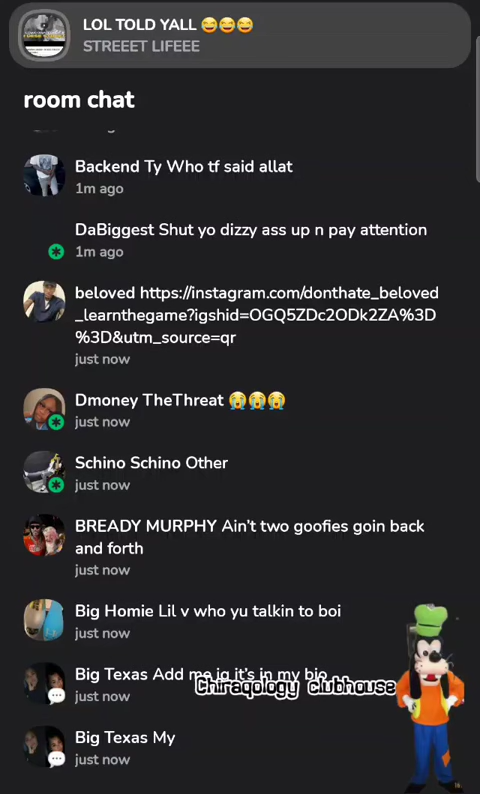 LOL TOLD YALL 😂😂😂
STREEET LIFEEE
room chat
Backend Ty Who tf said allat
1m ago
DaBiggest Shut yo dizzy ass up n pay attention
1m ago
beloved https://instagram.com/donthate_beloved
_learnthegame?igshid=OGQ5ZDc2ODk2ZA%3D
%3D&utm_source=qr
just now
Dmoney TheThreat 😭😭😭
just now
Schino Schino Other
just now
BREADY MURPHY Ain't two goofies goin back
and forth
just now
Big Homie Lil v who yu talkin to boi
just now
Big Texas Add me ig it's in my bio
Chiraqology clubhouse
just now
Big Texas My
just now